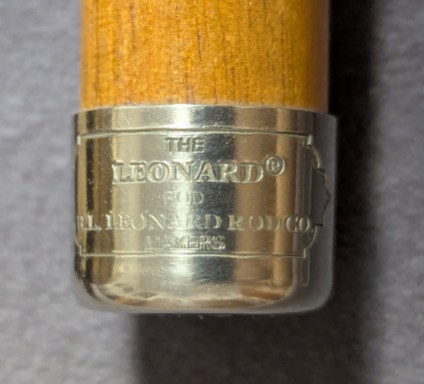 THE
LEONARD®
ROD
H.L. LEONARD ROD CO.
MAKERS